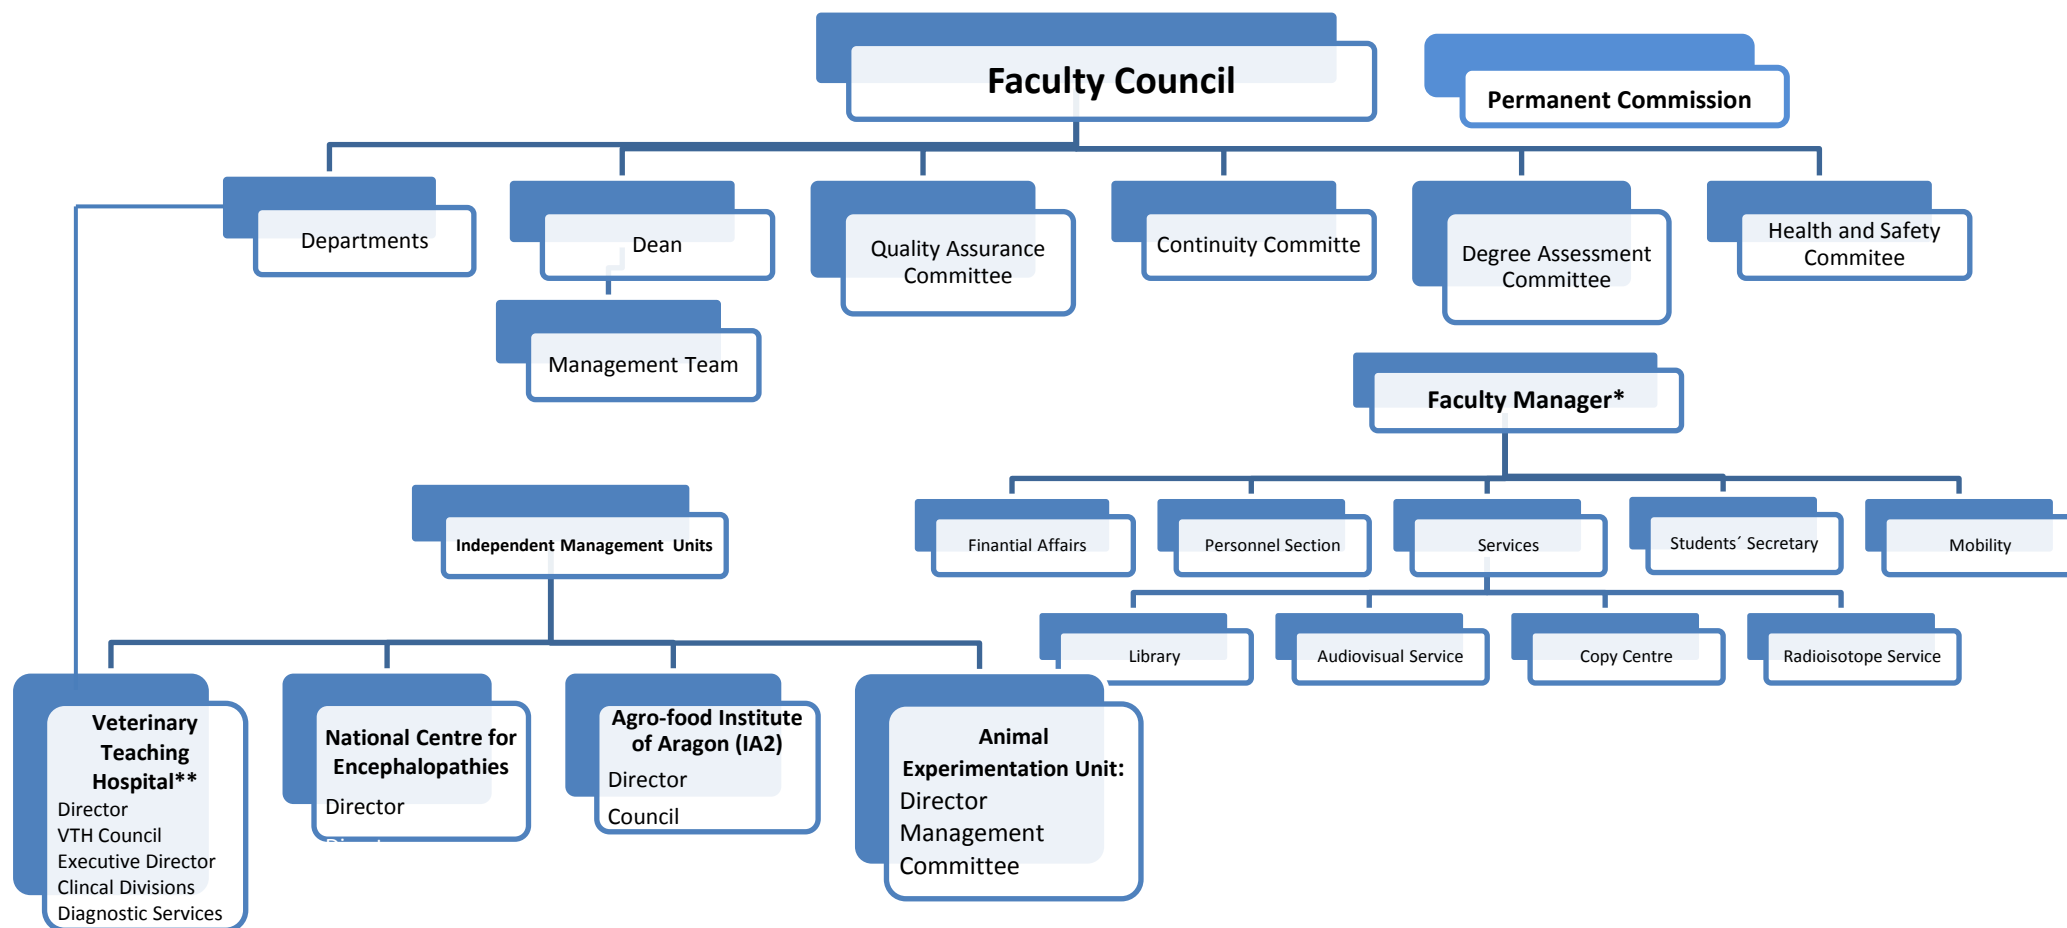 Faculty Council
Permanent Commission
Departments
Dean
Quality Assurance
Committee
Continuity Committe
Degree Assessment
Committee
Health and Safety
Commitee
Management Team
Faculty Manager*
Independent Management Units
Finantial Affairs
Personnel Section
Services
Students´ Secretary
Mobility
Library
Audiovisual Service
Copy Centre
Radioisotope Service
Veterinary
Teaching
Hospital**
Director
VTH Council
Executive Director
Clincal Divisions
Diagnostic Services
National Centre for
Encephalopathies
Director
Agro-food Institute
of Aragon (IA2)
Director
Council
Animal
Experimentation Unit:
Director
Management
Committee